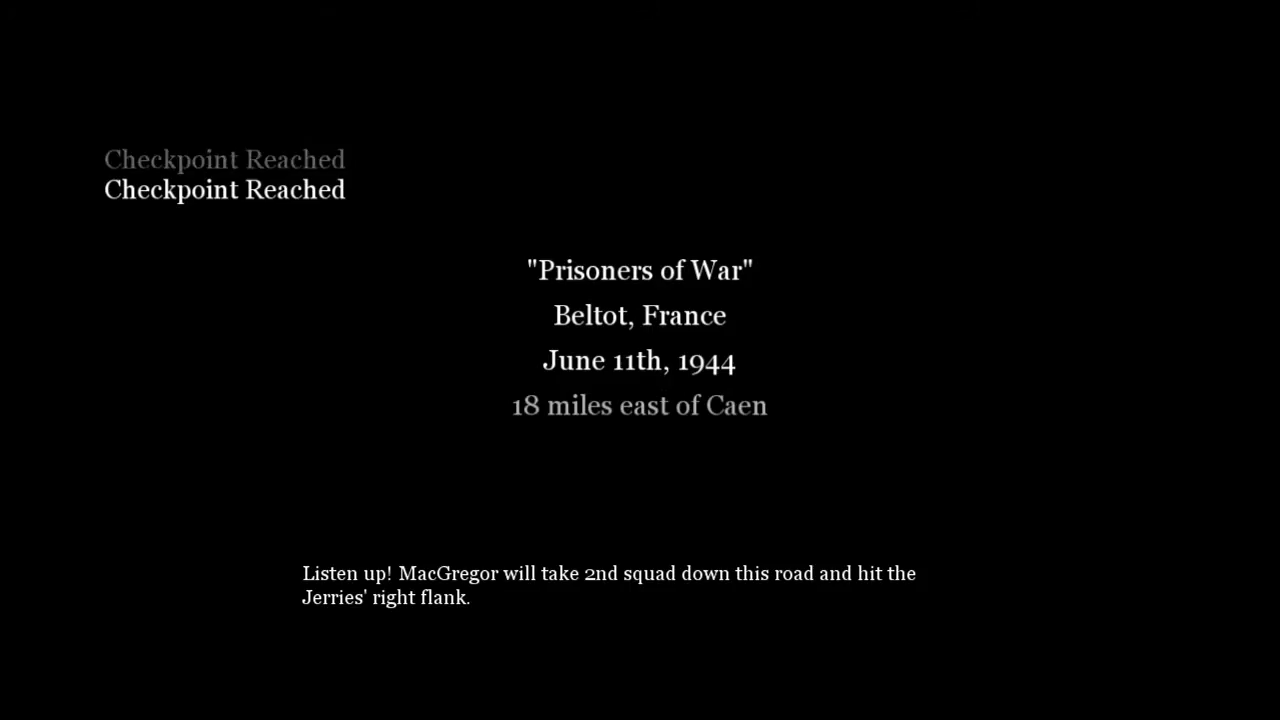 Checkpoint Reached
Checkpoint Reached
"Prisoners of War"
Beltot, France
June 11th, 1944
18 miles east of Caen
Listen up! MacGregor will take 2nd squad down this road and hit the
Jerries' right flank.